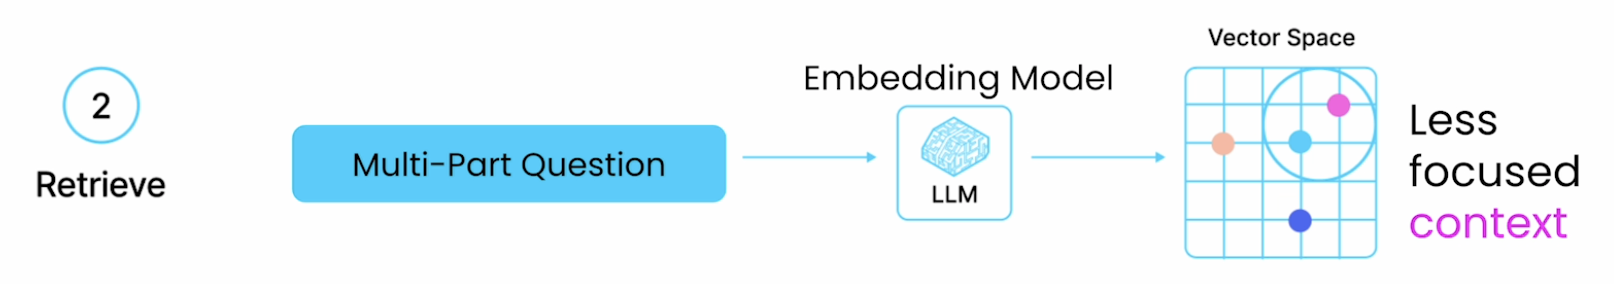 2
Retrieve
Multi-Part Question
Embedding Model
LLM
Vector Space
Less
focused
context